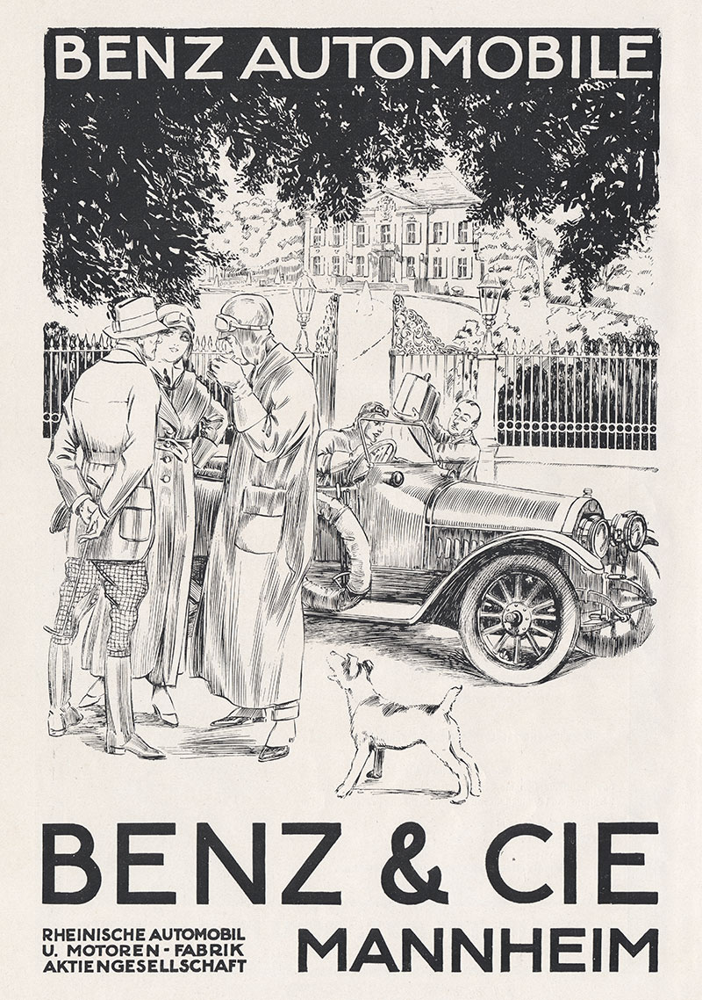 BENZ AUTOMOBILE
BENZ & CIE
RHEINISCHE AUTOMOBIL
U. MOTOREN - FABRIK
AKTIENGESELLSCHAFT
MANNHEIM